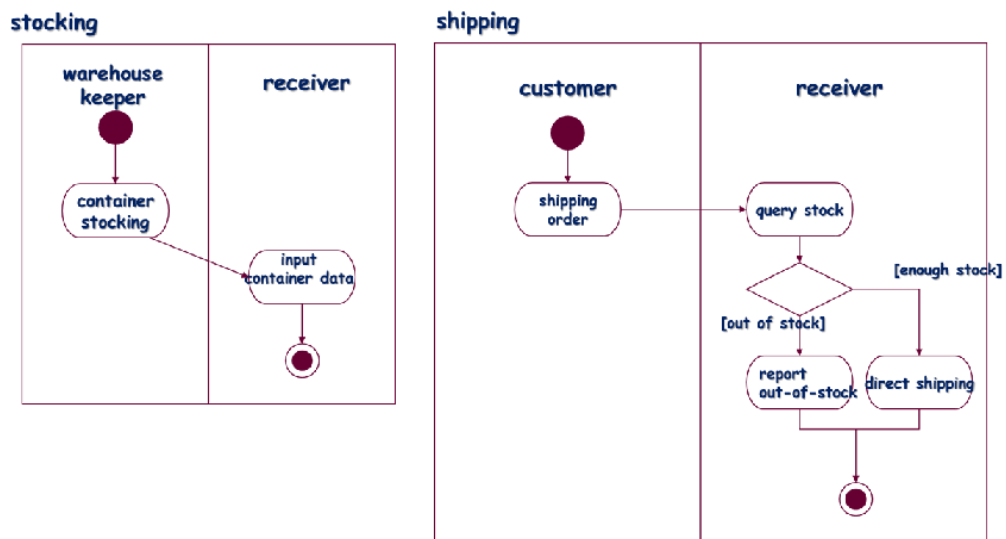 stocking
warehouse
keeper
receiver
container
stocking
input
container data
shipping
customer
receiver
shipping
order
query stock
[enough stock]
[out of stock]
report
out-of-stock
direct shipping